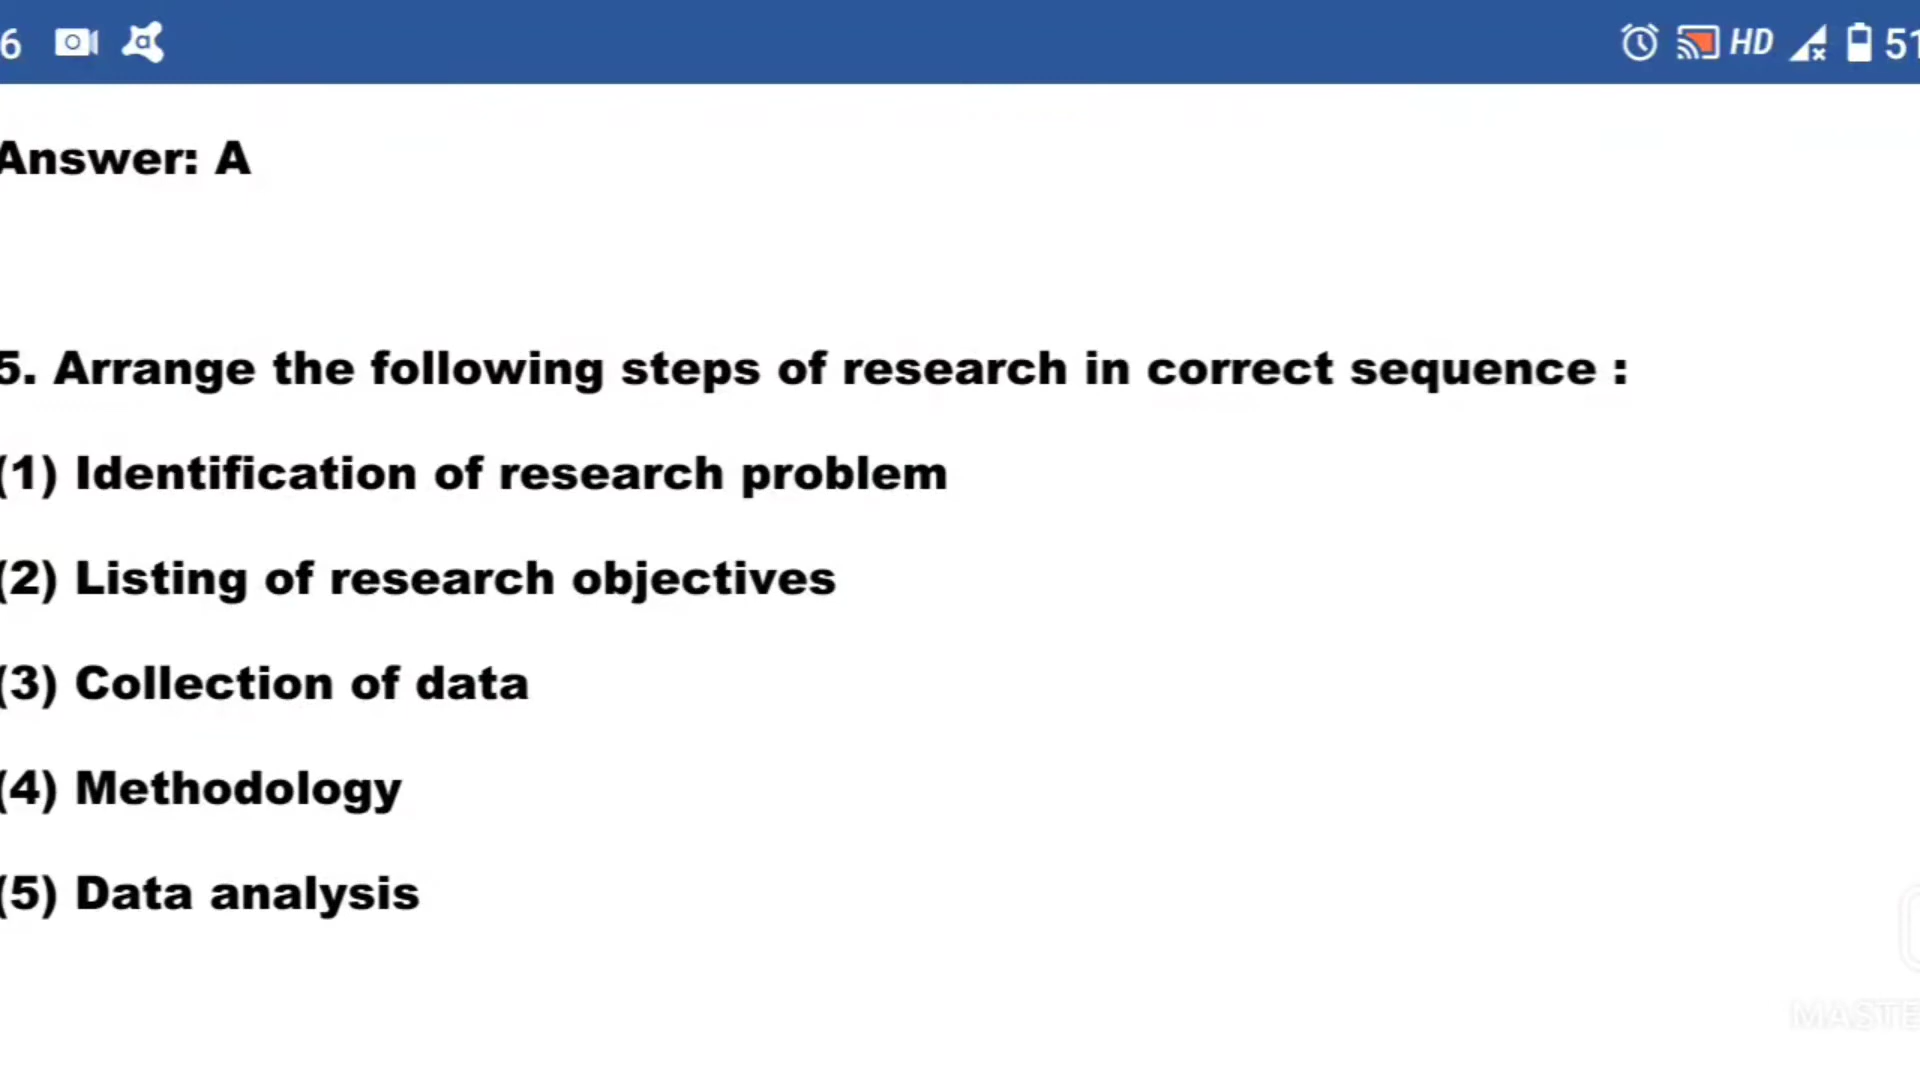 6 HD 51
Answer: A
5. Arrange the following steps of research in correct sequence :
(1) Identification of research problem
(2) Listing of research objectives
(3) Collection of data
(4) Methodology
(5) Data analysis
MASTE